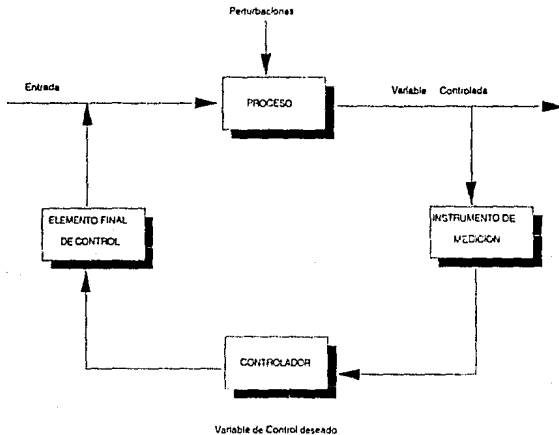 Perturbaciones
Entrada
PROCESO
Variable Controlada
ELEMENTO FINAL
DE CONTROL
INSTRUMENTO DE
MEDICION
CONTROLADOR
Variable de Control deseado